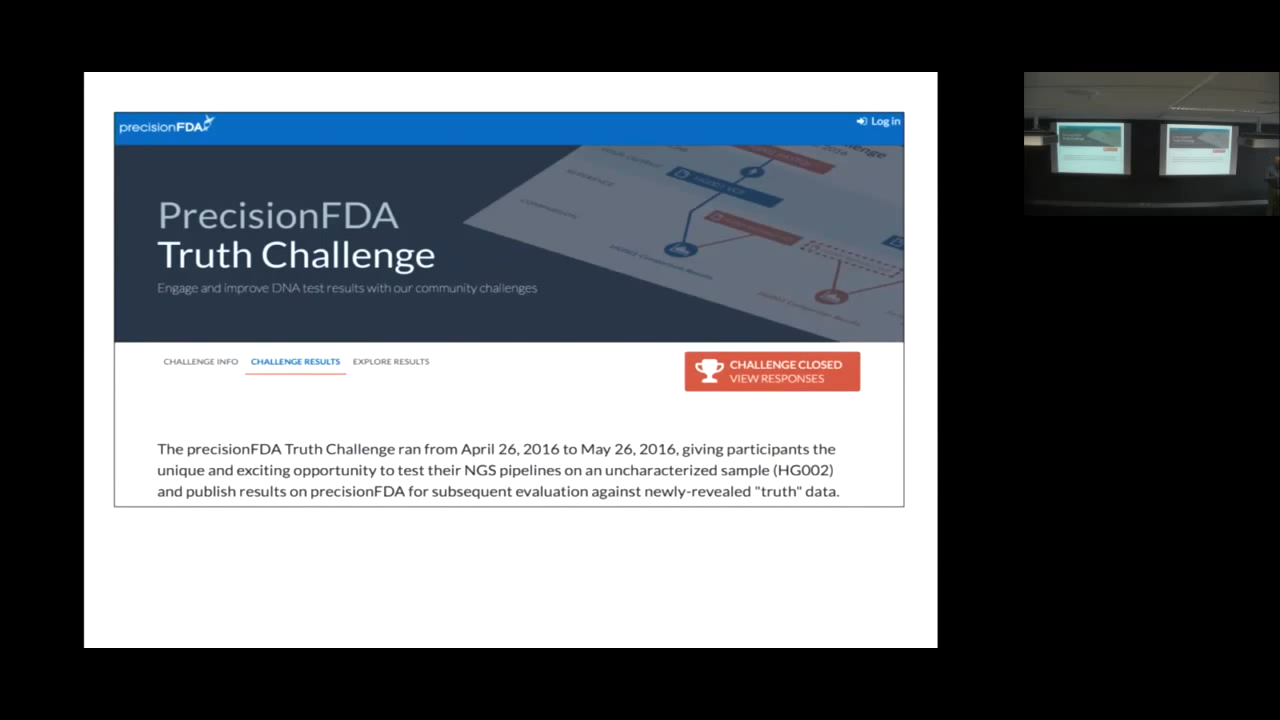 precisionFDA
Log in
PrecisionFDA
Truth Challenge
Engage and improve DNA test results with our community challenges
CHALLENGE INFO CHALLENGE RESULTS EXPLORE RESULTS
CHALLENGE CLOSED
VIEW RESPONSES
The precisionFDA Truth Challenge ran from April 26, 2016 to May 26, 2016, giving participants the
unique and exciting opportunity to test their NGS pipelines on an uncharacterized sample (HG002)
and publish results on precisionFDA for subsequent evaluation against newly-revealed "truth" data.